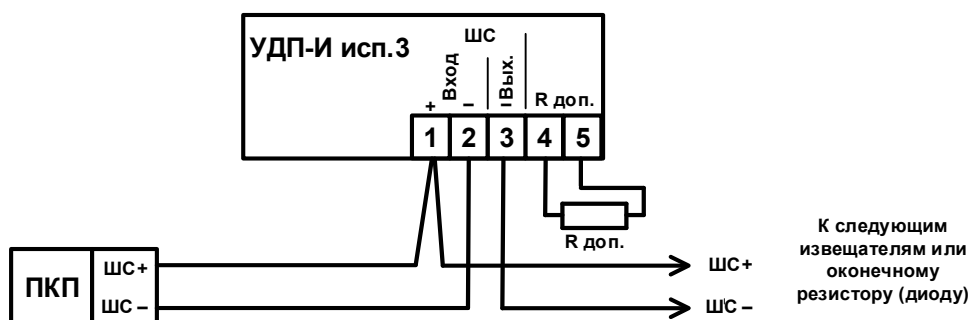 УДП-И исп.3
ШС
+
Вход
–
– Вых.
R доп.
1 2 3 4 5
R доп.
ПКП
ШС+
ШС –
ШС+
ШС –
К следующим
извещателям или
оконечному
резистору (диоду)